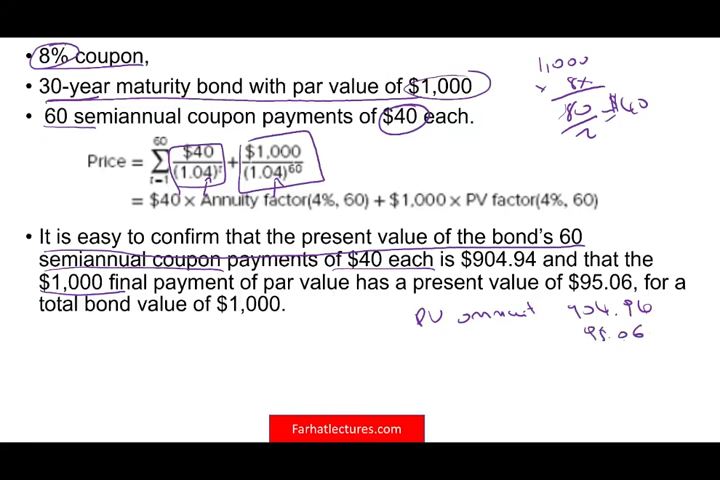 • 8% coupon,
• 30-year maturity bond with par value of $1,000
• 60 semiannual coupon payments of $40 each.
1,000
× 8%
80 = $40
2
60
Price = ∑ $40 / (1.04)ᵗ + $1,000 / (1.04)⁶⁰
t=1
= $40 × Annuity factor(4%, 60) + $1,000 × PV factor(4%, 60)
• It is easy to confirm that the present value of the bond's 60
semiannual coupon payments of $40 each is $904.94 and that the
$1,000 final payment of par value has a present value of $95.06, for a
total bond value of $1,000.
PV annuit 904.96
95.06
Farhatlectures.com